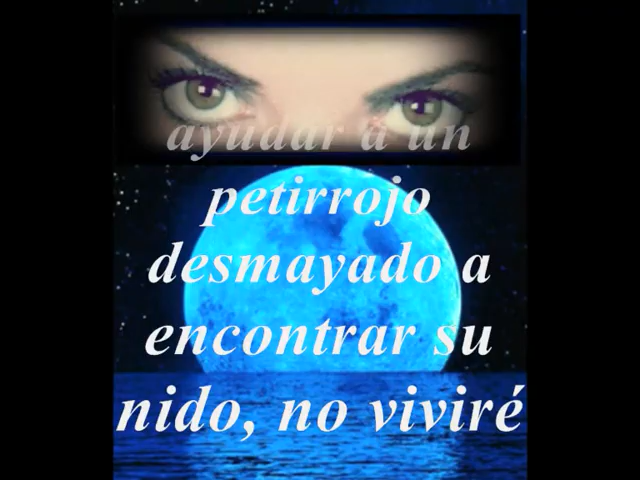 ayudar a un
petirrojo
desmayado a
encontrar su
nido, no viviré